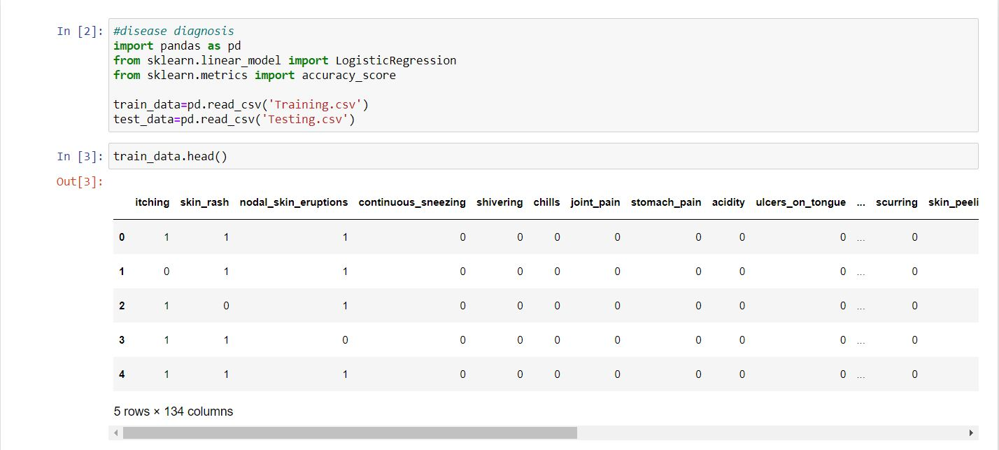 In [2]: #disease diagnosis
import pandas as pd
from sklearn.linear_model import LogisticRegression
from sklearn.metrics import accuracy_score
train_data=pd.read_csv('Training.csv')
test_data=pd.read_csv('Testing.csv')
In [3]: train_data.head()
Out[3]:
itching skin_rash nodal_skin_eruptions continuous_sneezing shivering chills joint_pain stomach_pain acidity ulcers_on_tongue ... scurring skin_peeli
0 1 1 1 0 0 0 0 0 0 0 ... 0
1 0 1 1 0 0 0 0 0 0 0 ... 0
2 1 0 1 0 0 0 0 0 0 0 ... 0
3 1 1 0 0 0 0 0 0 0 0 ... 0
4 1 1 1 0 0 0 0 0 0 0 ... 0
5 rows × 134 columns